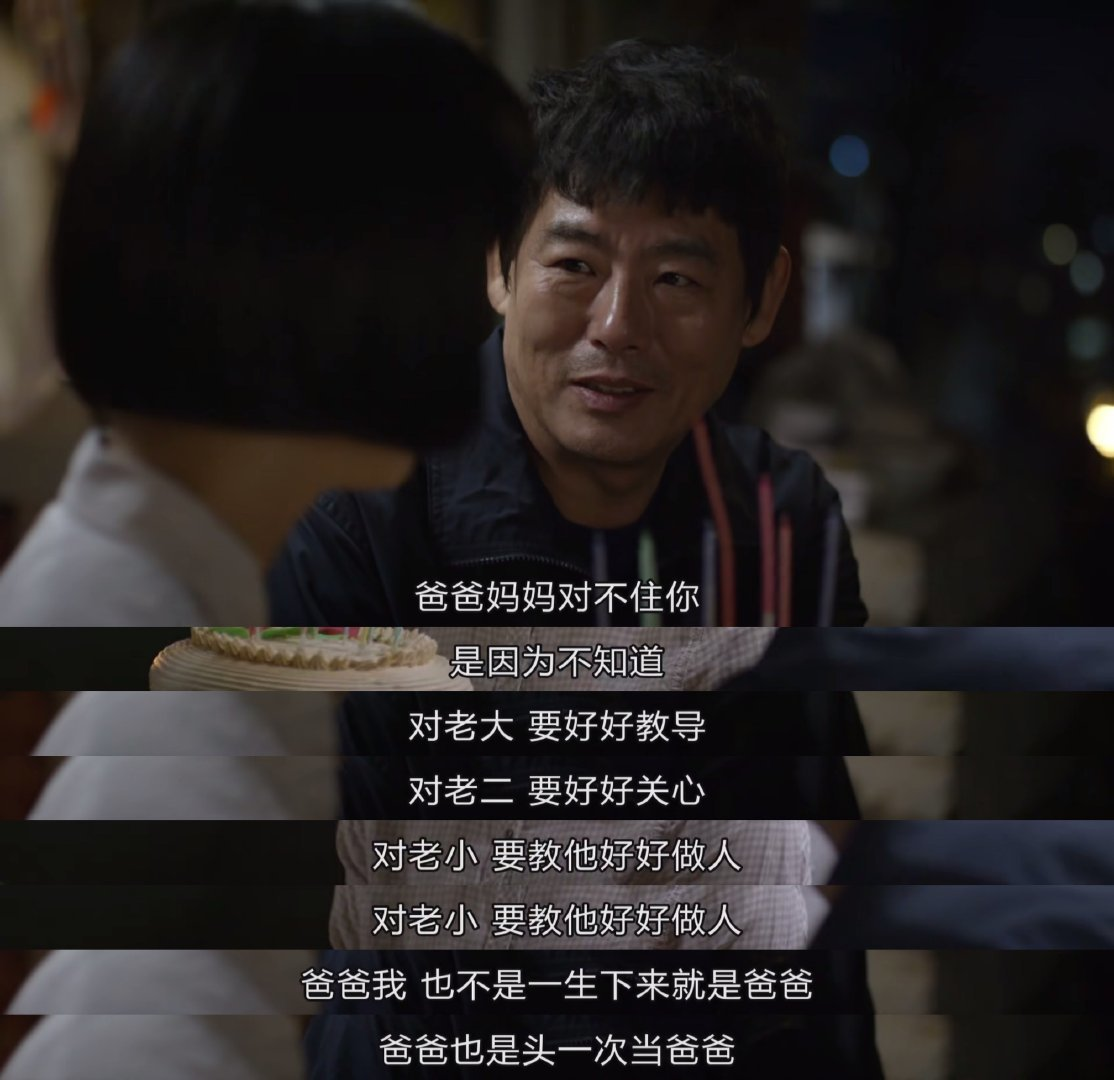 爸爸妈妈对不住你
是因为不知道
对老大 要好好教导
对老二 要好好关心
对老小 要教他好好做人
对老小 要教他好好做人
爸爸我 也不是一生下来就是爸爸
爸爸也是头一次当爸爸